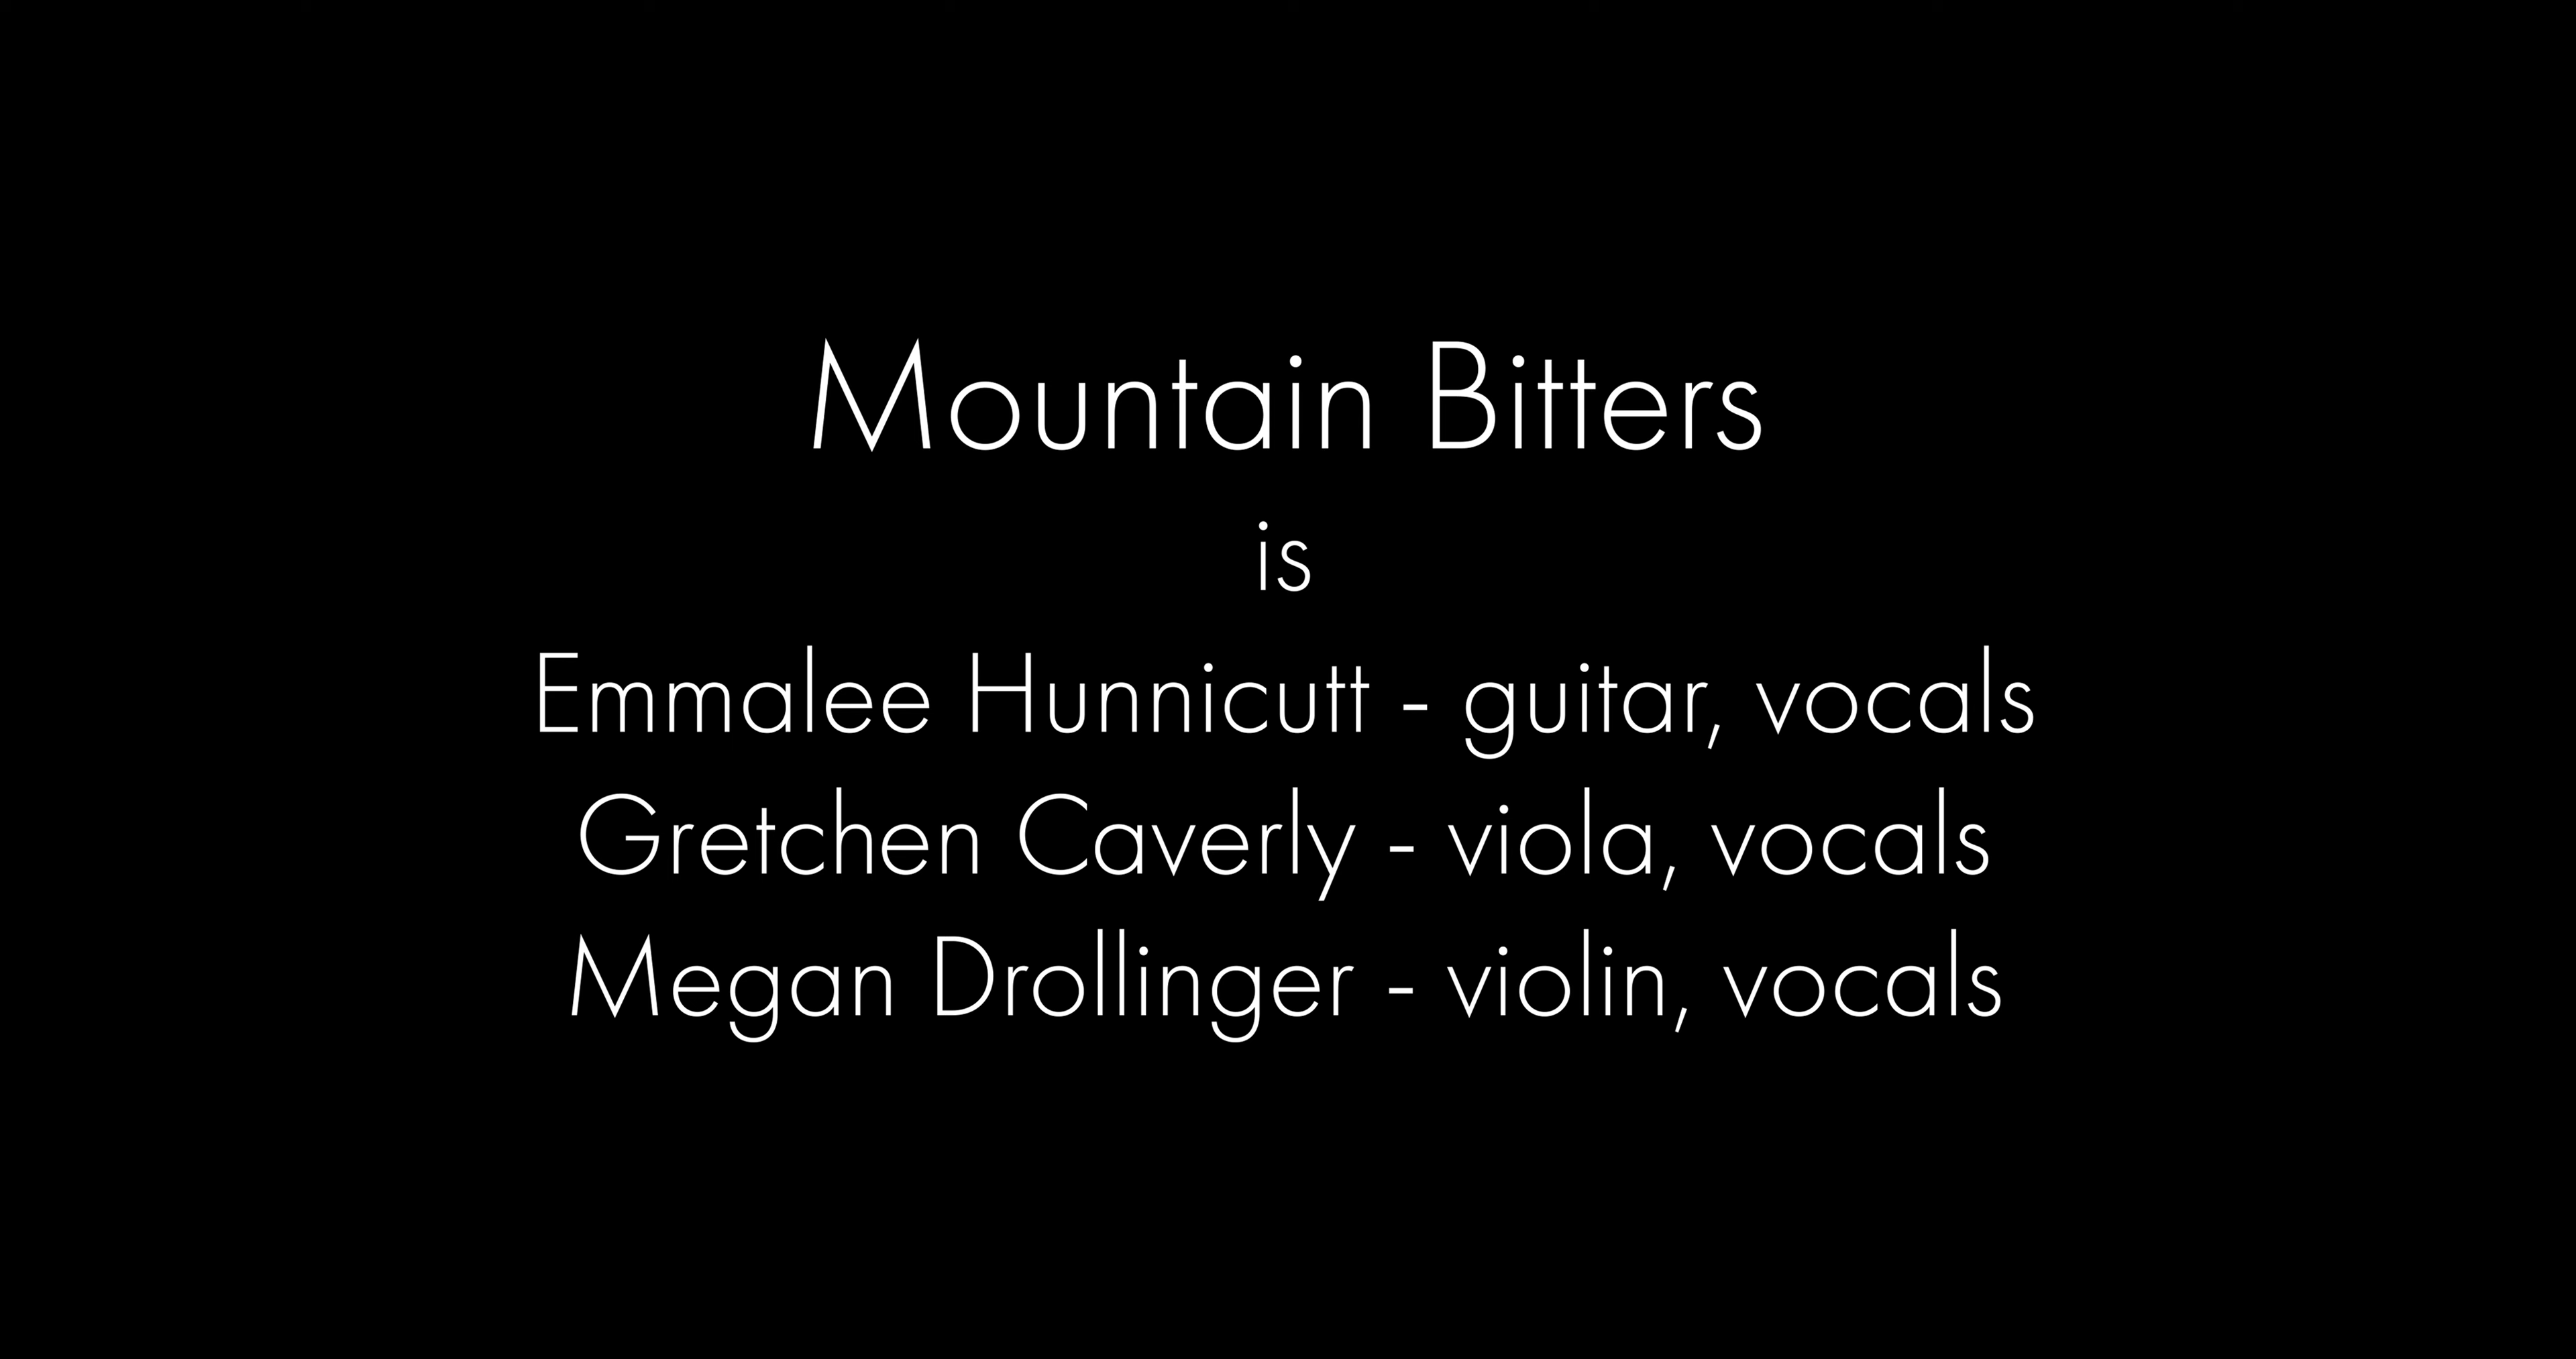 Mountain Bitters
is
Emmalee Hunnicutt - guitar, vocals
Gretchen Caverly - viola, vocals
Megan Drollinger - violin, vocals